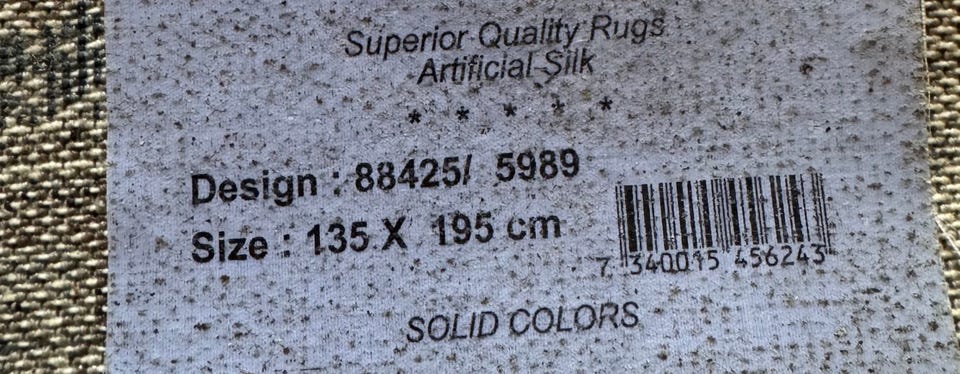 Superior Quality Rugs
Artificial Silk
* * * * *
Design : 88425/ 5989
Size : 135 X 195 cm
7 340015 456243
SOLID COLORS